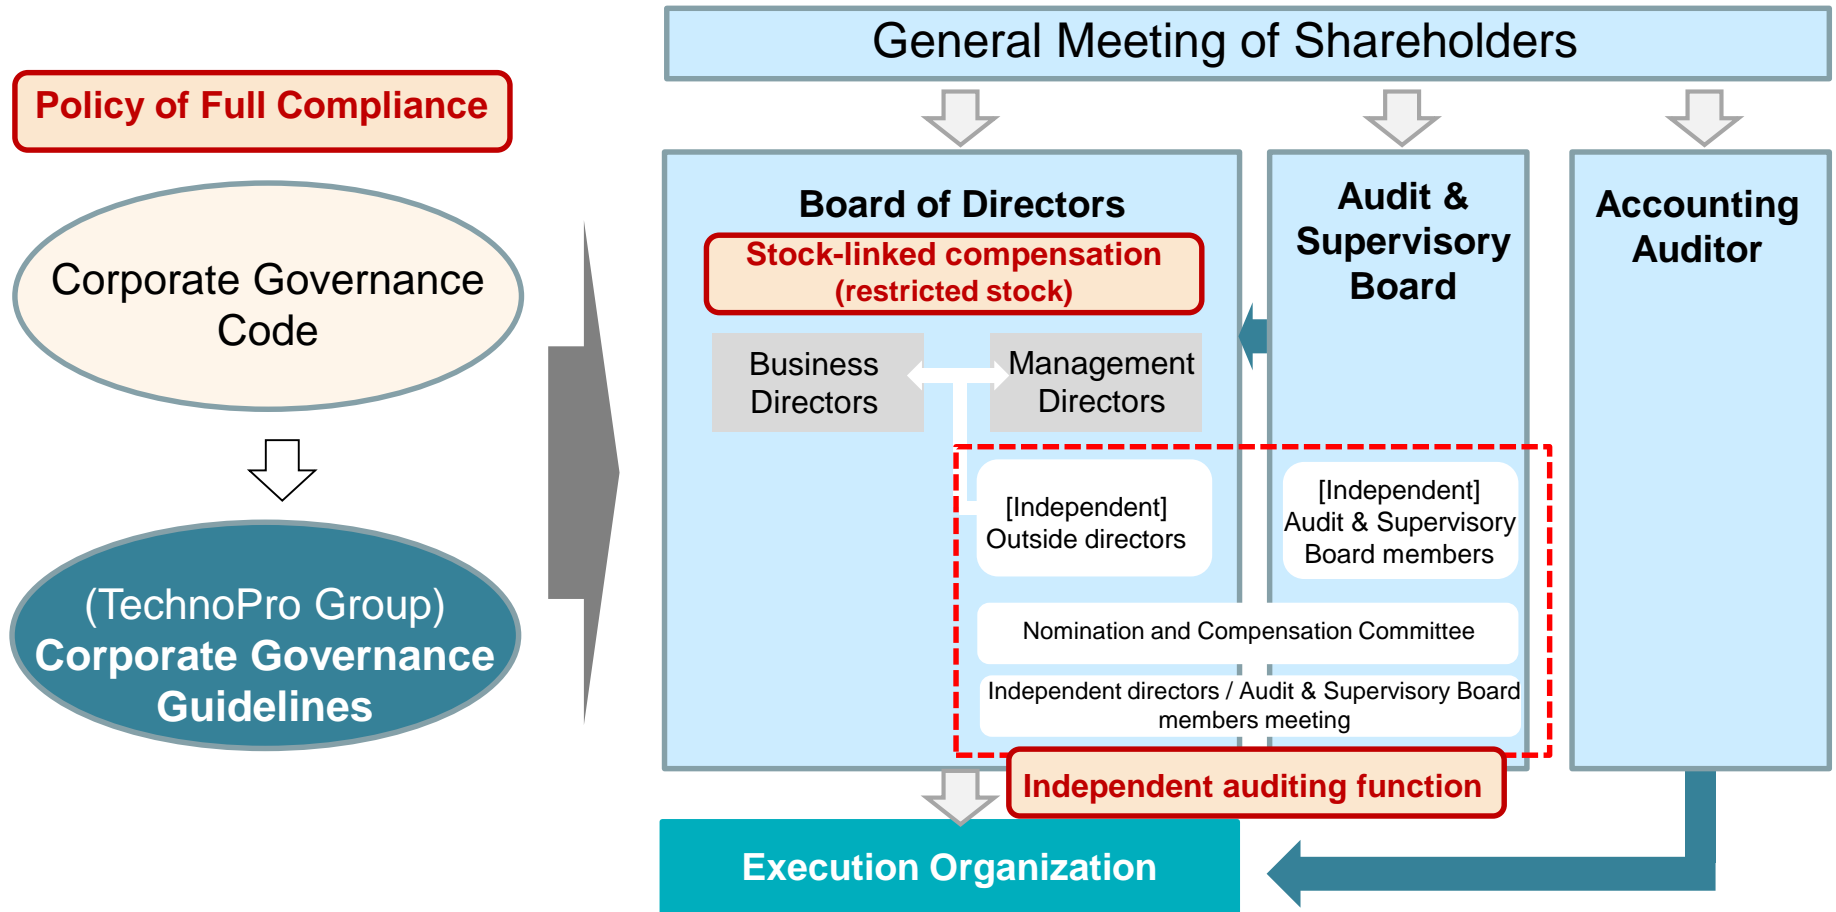 General Meeting of Shareholders
Policy of Full Compliance
Corporate Governance
Code
(TechnoPro Group)
Corporate Governance
Guidelines
Board of Directors
Stock-linked compensation
(restricted stock)
Business
Directors
Management
Directors
[Independent]
Outside directors
Audit &
Supervisory
Board
[Independent]
Audit & Supervisory
Board members
Nomination and Compensation Committee
Independent directors / Audit & Supervisory Board
members meeting
Independent auditing function
Accounting
Auditor
Execution Organization